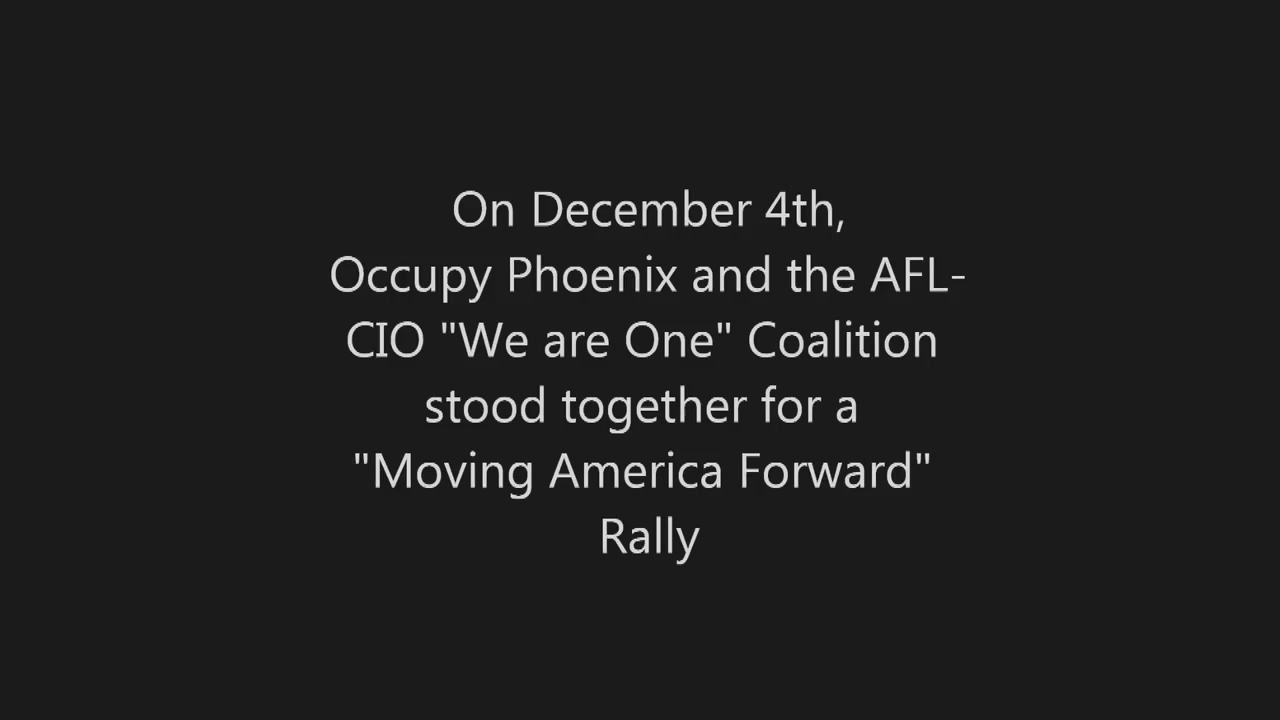 On December 4th,
Occupy Phoenix and the AFL-
CIO "We are One" Coalition
stood together for a
"Moving America Forward"
Rally